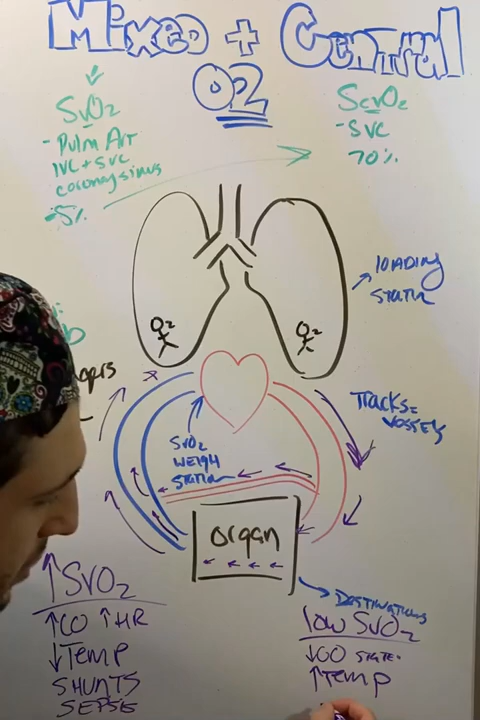 Mixed + Central
O2
SvO2
- Pulm Art
IVC + SVC
coronary sinus
-5%
ScvO2
- SVC
70%
loading
O2
O2
Tracks =
vessels
SvO2
weigh
station
organ
Destinations
↑SvO2
↑CO ↑HR
↓Temp
SHUNTS
SEPSIS
low SvO2
↓CO STATE
↑Temp